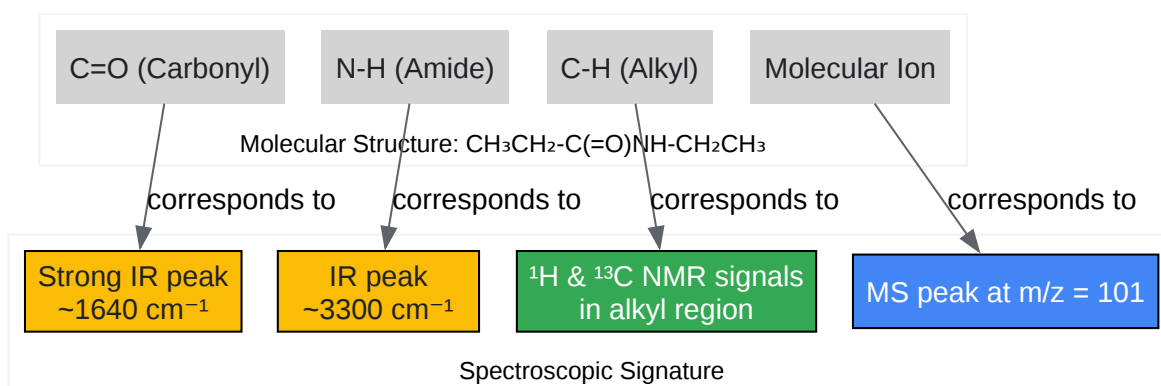 C=O (Carbonyl)
N-H (Amide)
C-H (Alkyl)
Molecular Ion
Molecular Structure: CH₃CH₂-C(=O)NH-CH₂CH₃
corresponds to
corresponds to
corresponds to
corresponds to
Strong IR peak
~1640 cm⁻¹
IR peak
~3300 cm⁻¹
¹H & ¹³C NMR signals
in alkyl region
MS peak at m/z = 101
Spectroscopic Signature